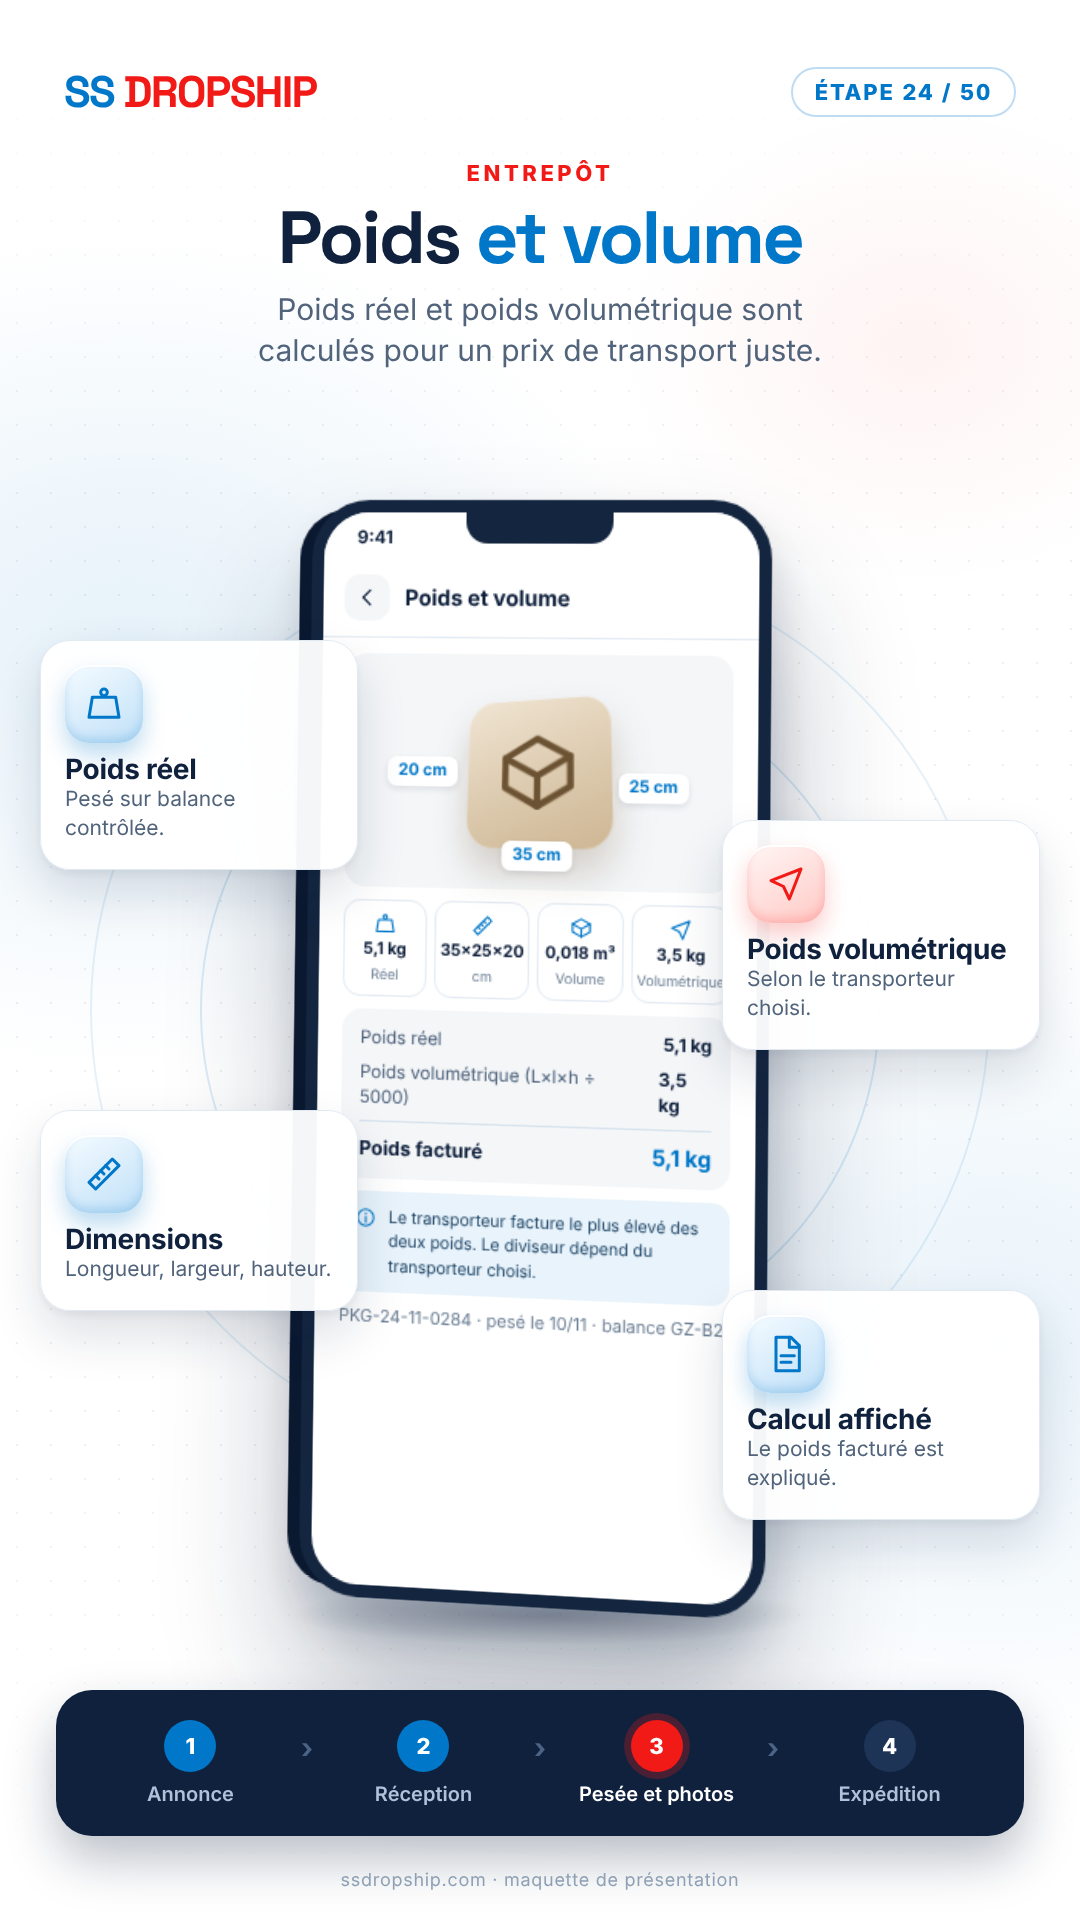 SS DROPSHIP
ÉTAPE 24 / 50
ENTREPÔT
Poids et volume
Poids réel et poids volumétrique sont
calculés pour un prix de transport juste.
9:41
Poids et volume
20 cm
25 cm
35 cm
Poids réel
Pesé sur balance
contrôlée.
5,1 kg
Réel
35×25×20
cm
0,018 m³
Volume
3,5 kg
Volumétrique
Poids volumétrique
Selon le transporteur
choisi.
Poids réel
5,1 kg
Poids volumétrique (L×l×h ÷
5000)
3,5
kg
Poids facturé
5,1 kg
Dimensions
Longueur, largeur, hauteur.
Le transporteur facture le plus élevé des
deux poids. Le diviseur dépend du
transporteur choisi.
PKG-24-11-0284 · pesé le 10/11 · balance GZ-B2
Calcul affiché
Le poids facturé est
expliqué.
1
Annonce
›
2
Réception
›
3
Pesée et photos
›
4
Expédition
ssdropship.com · maquette de présentation